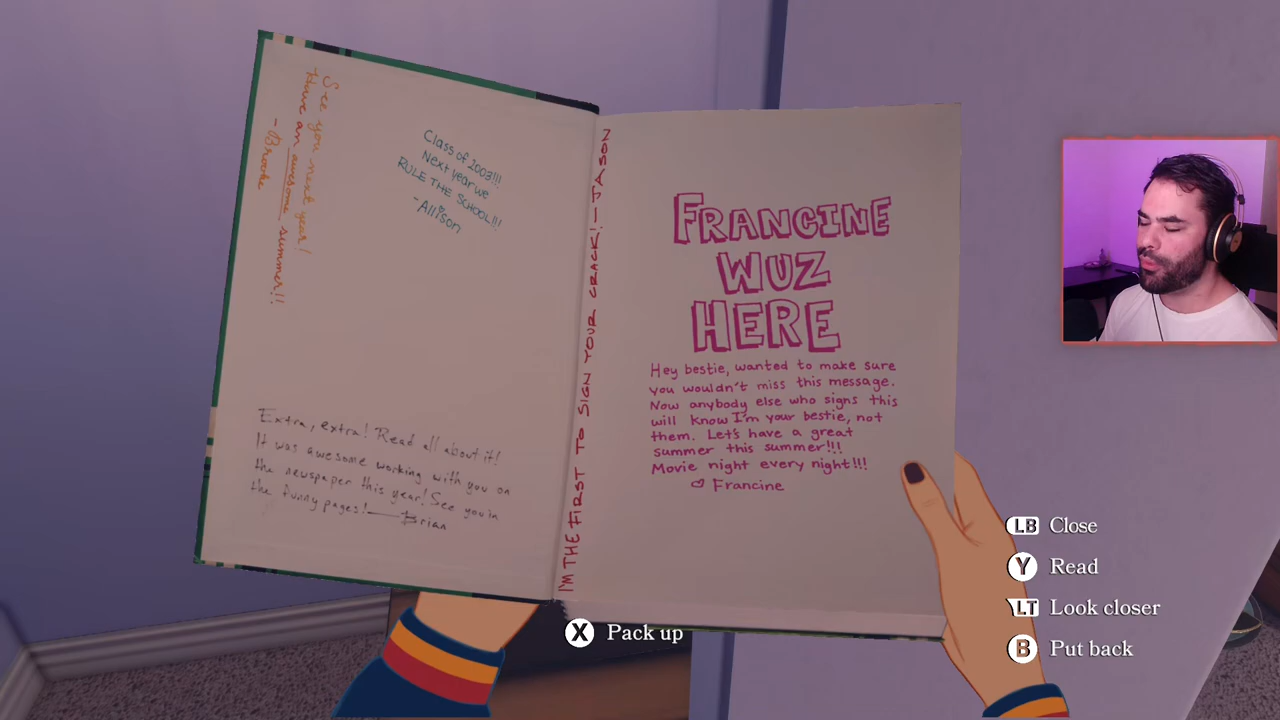 See you next year!
Have an awesome summer!!
- Brooke
Class of 2003!!!
Next year we
RULE THE SCHOOL!!!
-Allison
Extra, extra! Read all about it!
It was awesome working with you on
the newspaper this year! See you in
the funny pages!—Brian
I'M THE FIRST TO SIGN YOUR CRACK!—JASON
FRANCINE
WUZ
HERE
Hey bestie, wanted to make sure
you wouldn't miss this message.
Now anybody else who signs this
will know I'm your bestie, not
them. Let's have a great
summer this summer!!!
Movie night every night!!!
♡ Francine
LB Close
Y Read
LT Look closer
B Put back
X Pack up